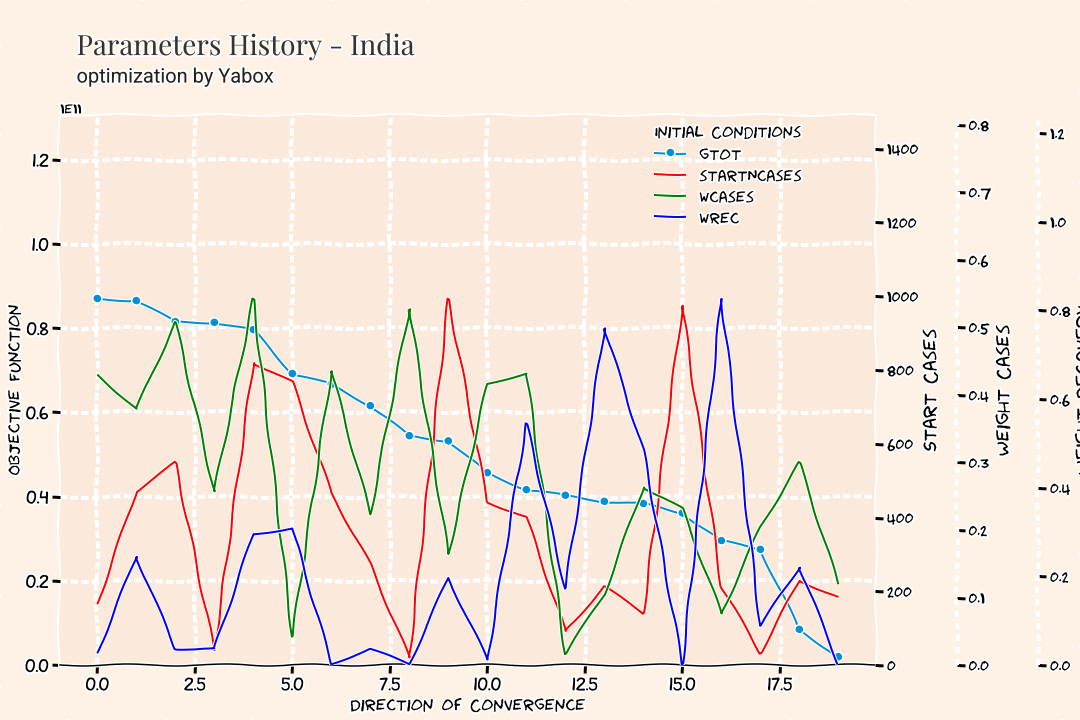 Parameters History - India
optimization by Yabox
1E11
INITIAL CONDITIONS
GTOT
STARTNCASES
WCASES
WREC
1.2
1.0
0.8
0.6
0.4
0.2
0.0
OBJECTIVE FUNCTION
0.0 2.5 5.0 7.5 10.0 12.5 15.0 17.5
DIRECTION OF CONVERGENCE
1400
1200
1000
800
600
400
200
0
START CASES
0.8
0.7
0.6
0.5
0.4
0.3
0.2
0.1
0.0
WEIGHT CASES
1.2
1.0
0.8
0.6
0.4
0.2
0.0